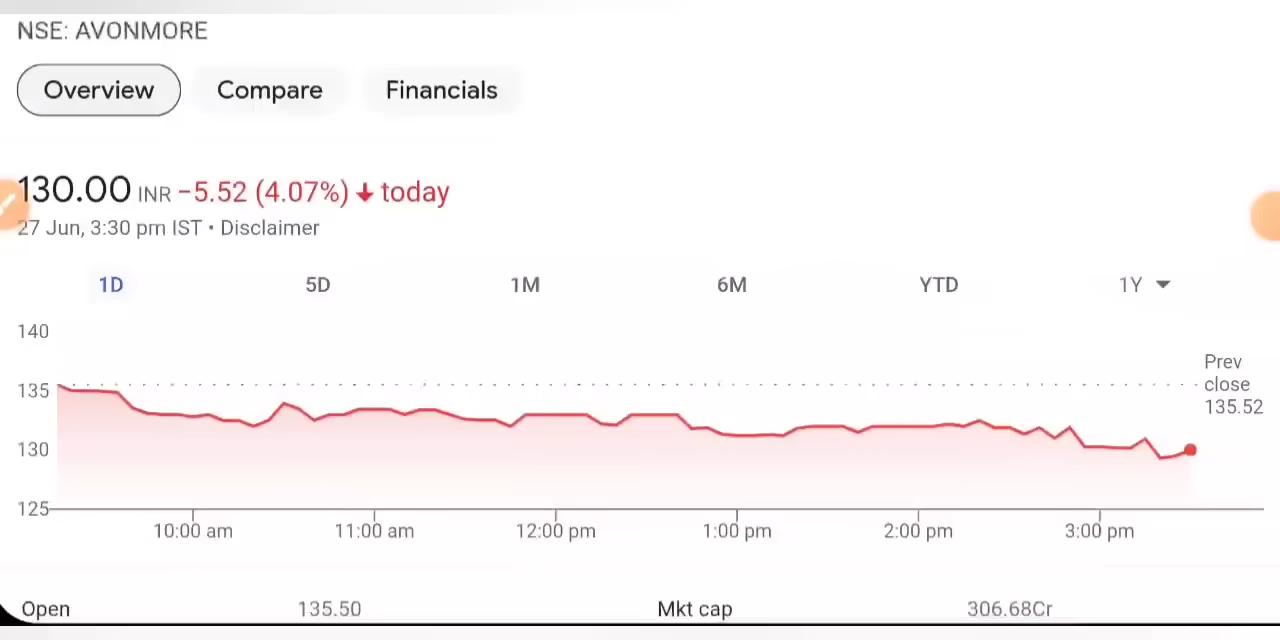 NSE: AVONMORE
Overview Compare Financials
130.00 INR −5.52 (4.07%) ↓ today
27 Jun, 3:30 pm IST • Disclaimer
1D 5D 1M 6M YTD 1Y
140
135
130
125
Prev
close
135.52
10:00 am 11:00 am 12:00 pm 1:00 pm 2:00 pm 3:00 pm
Open 135.50 Mkt cap 306.68Cr